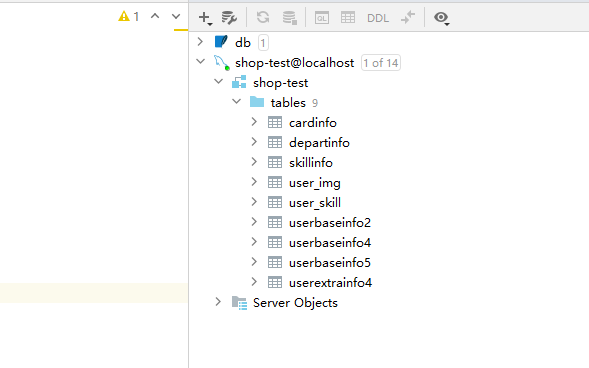 1
GL DDL
db 1
shop-test@localhost 1 of 14
shop-test
tables 9
cardinfo
departinfo
skillinfo
user_img
user_skill
userbaseinfo2
userbaseinfo4
userbaseinfo5
userextrainfo4
Server Objects